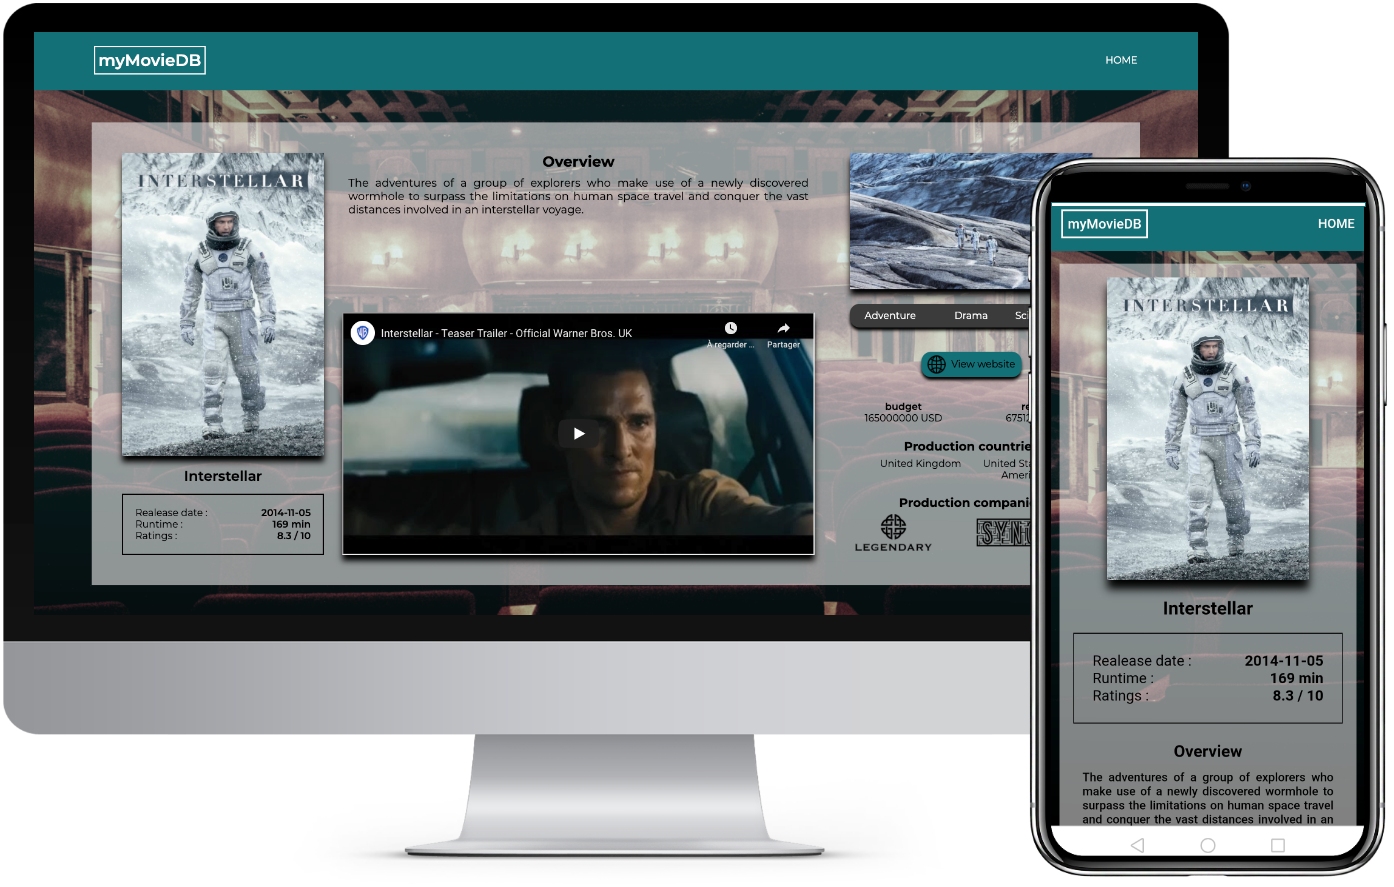 myMovieDB
HOME
INTERSTELLAR
Interstellar
Realease date : 2014-11-05
Runtime : 169 min
Ratings : 8.3 / 10
Overview
The adventures of a group of explorers who make use of a newly discovered
wormhole to surpass the limitations on human space travel and conquer the vast
distances involved in an interstellar voyage.
Interstellar - Teaser Trailer - Official Warner Bros. UK
À regarder ...
Partager
Adventure Drama Sci
View website
budget re
165000000 USD 67512
Production countrie
United Kingdom United Sta
Ameri
Production compani
LEGENDARY
SYN
myMovieDB
HOME
INTERSTELLAR
Interstellar
Realease date : 2014-11-05
Runtime : 169 min
Ratings : 8.3 / 10
Overview
The adventures of a group of explorers who
make use of a newly discovered wormhole to
surpass the limitations on human space travel
and conquer the vast distances involved in an